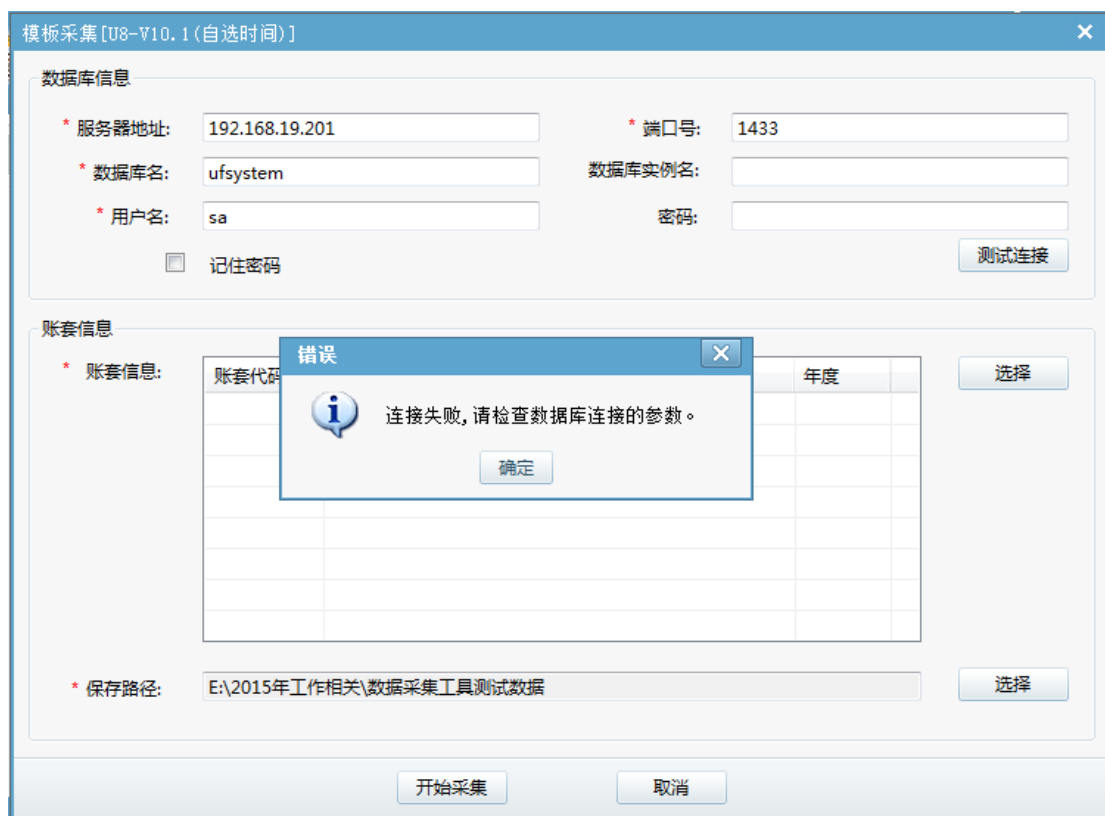 模板采集[U8-V10.1(自选时间)]
数据库信息
* 服务器地址: 192.168.19.201 * 端口号: 1433
* 数据库名: ufsystem 数据库实例名:
* 用户名: sa 密码:
记住密码 测试连接
账套信息
* 账套信息: 账套代码 年度 选择
错误
连接失败,请检查数据库连接的参数。
确定
* 保存路径: E:\2015年工作相关\数据采集工具测试数据 选择
开始采集 取消